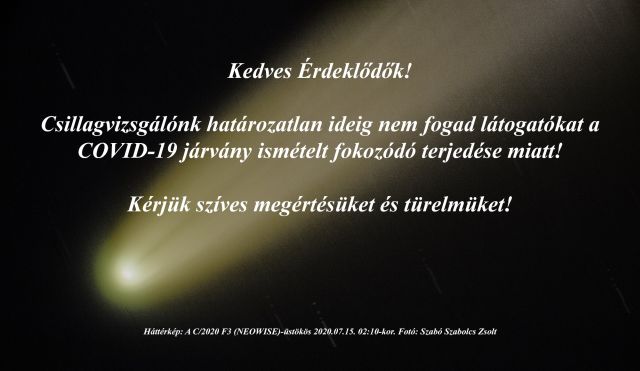 Kedves Érdeklődők!
Csillagvizsgálónk határozatlan ideig nem fogad látogatókat a
COVID-19 járvány ismételt fokozódó terjedése miatt!
Kérjük szíves megértésüket és türelmüket!
Háttérkép: A C/2020 F3 (NEOWISE)-üstökös 2020.07.15. 02:10-kor. Fotó: Szabó Szabolcs Zsolt